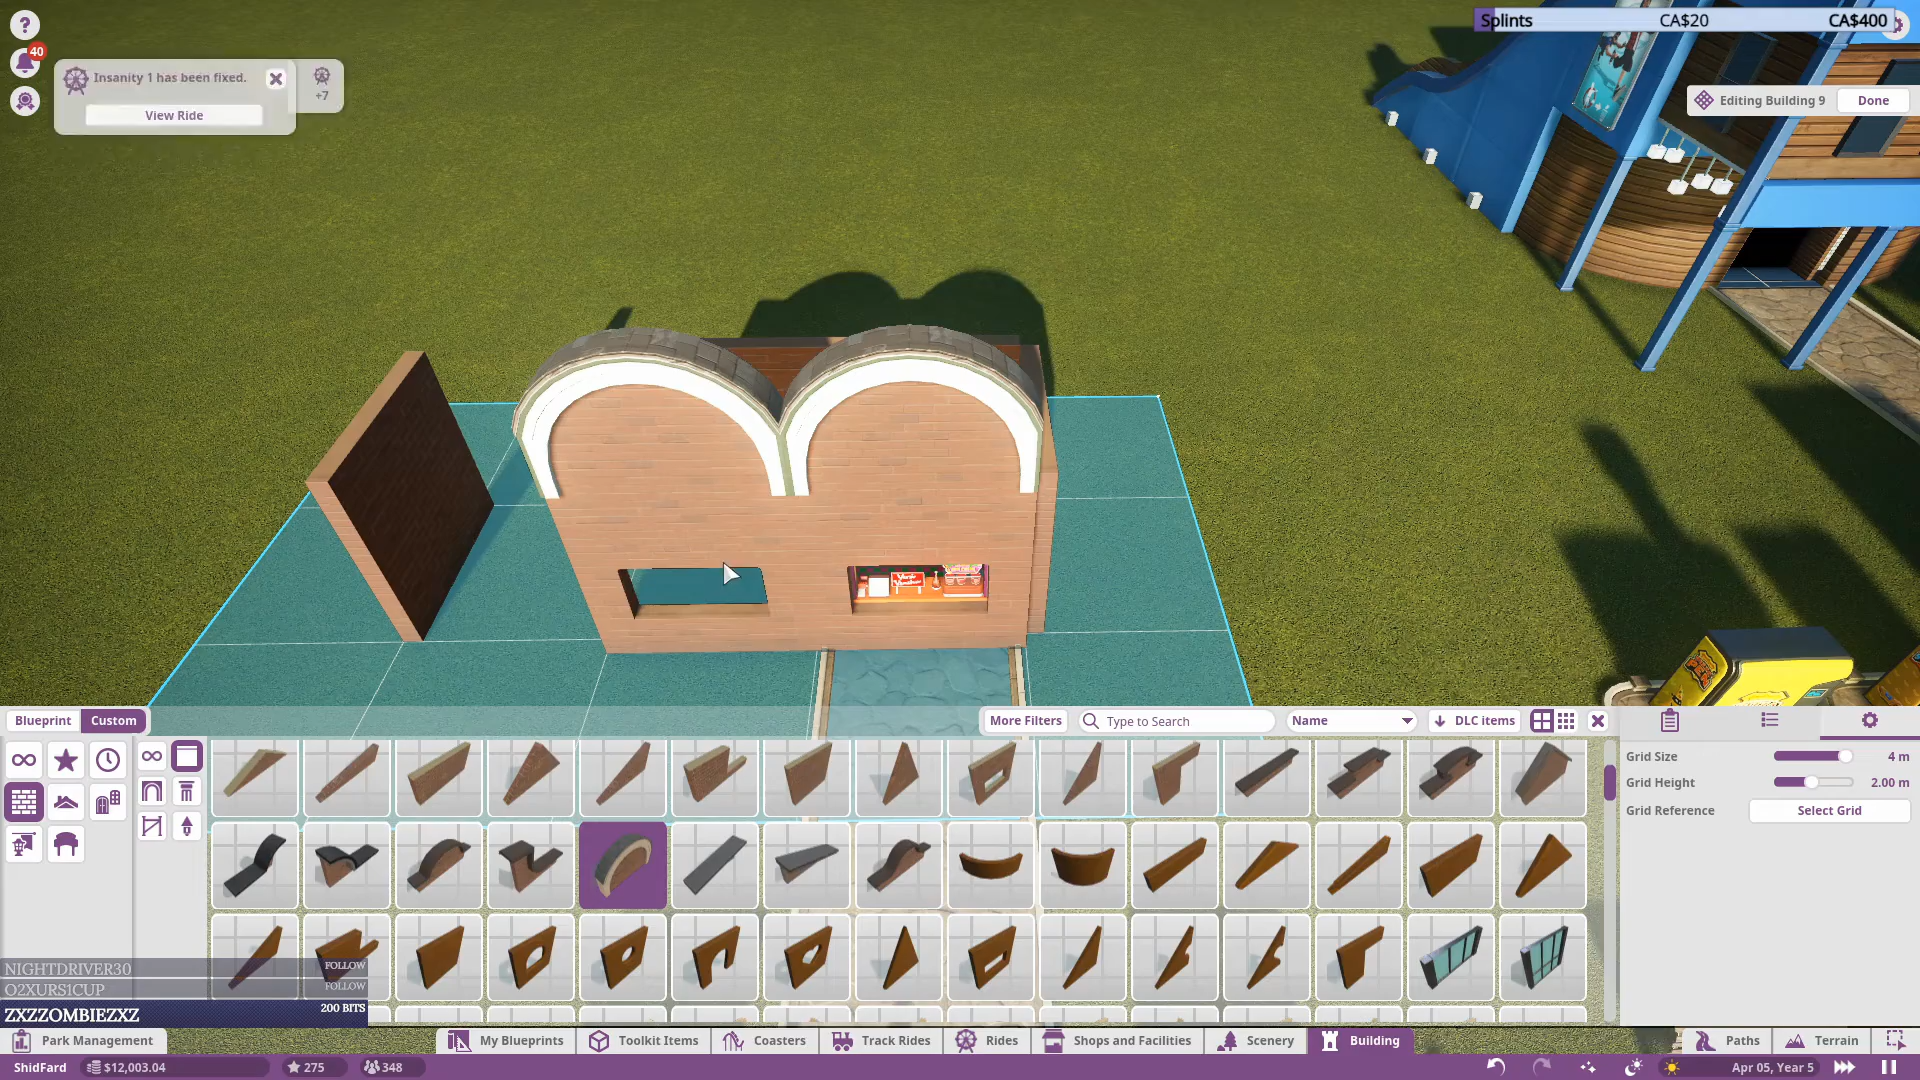 Splints CA$20 CA$400
40
Insanity 1 has been fixed.
+7
View Ride
Editing Building 9 Done
Blueprint Custom
More Filters Type to Search Name DLC items
Grid Size 4 m
Grid Height 2.00 m
Grid Reference Select Grid
NIGHTDRIVER30 FOLLOW
O2XURS1CUP FOLLOW
ZXZZOMBIEZXZ 200 BITS
Park Management My Blueprints Toolkit Items Coasters Track Rides Rides Shops and Facilities Scenery Building Paths Terrain
ShidFard $12,003.04 275 348 Apr 05, Year 5